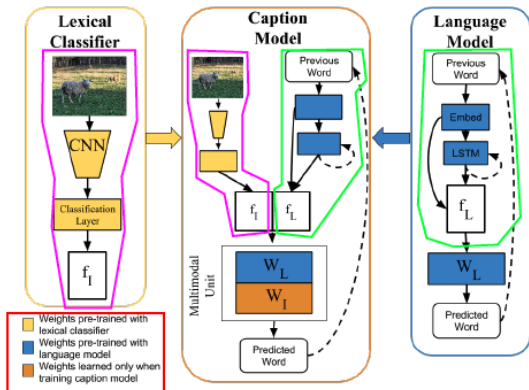 Lexical
Classifier
CNN
Classification
Layer
f_I
Caption
Model
Previous
Word
f_I
f_L
Multimodal
Unit
W_L
W_I
Predicted
Word
Language
Model
Previous
Word
Embed
LSTM
f_L
W_L
Predicted
Word
Weights pre-trained with
lexical classifier
Weights pre-trained with
language model
Weights learned only when
training caption model